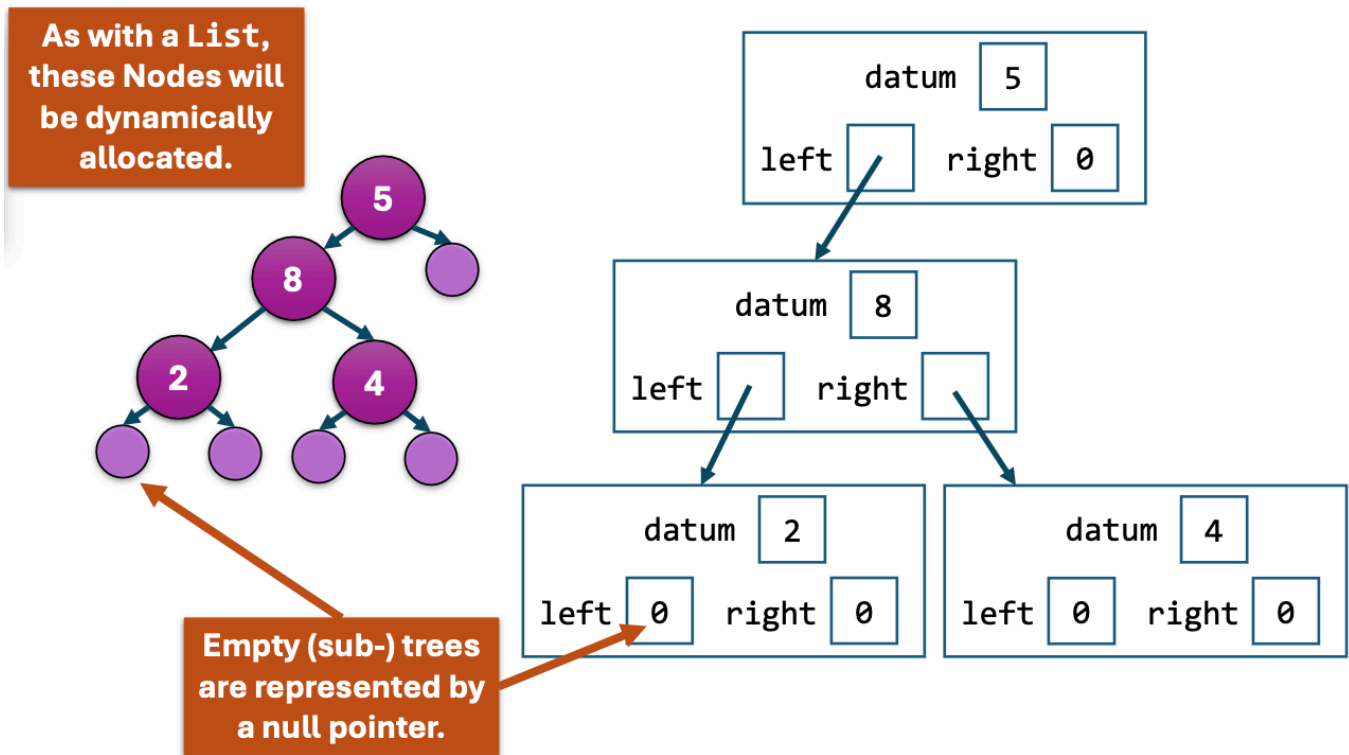 As with a List,
these Nodes will
be dynamically
allocated.
5
8
2
4
Empty (sub-) trees
are represented by
a null pointer.
datum 5
left right 0
datum 8
left right
datum 2
left 0 right 0
datum 4
left 0 right 0